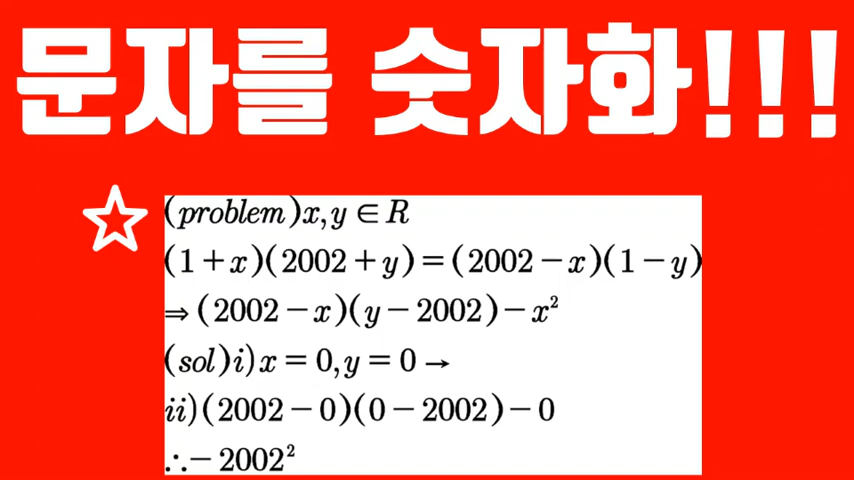 문자를 숫자화!!!
(problem)x,y ∈ R
(1+x)(2002+y)=(2002-x)(1-y)
⇒(2002-x)(y-2002)-x²
(sol)i)x=0,y=0→
ii)(2002-0)(0-2002)-0
∴-2002²